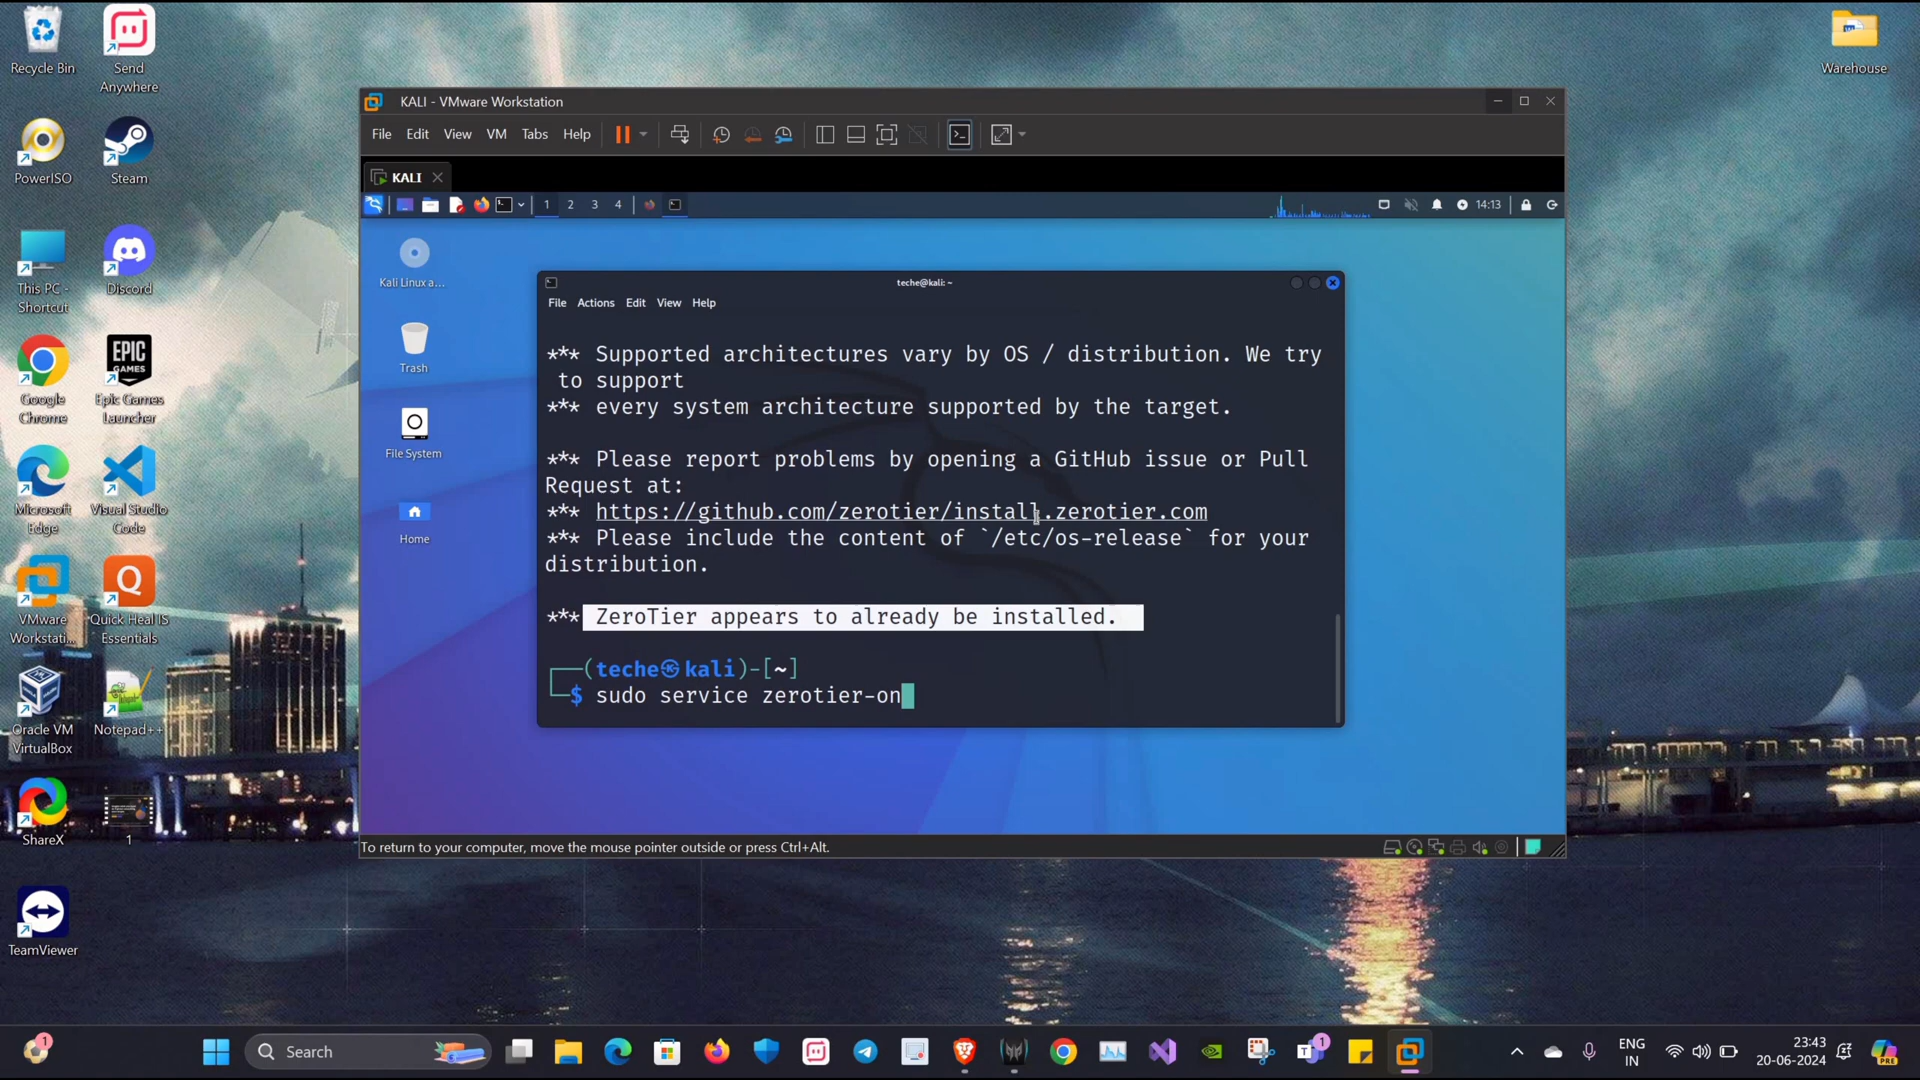 Recycle Bin
Send
Anywhere
Warehouse
PowerISO
Steam
This PC -
Shortcut
Discord
Google
Chrome
EPIC
GAMES
Epic Games
Launcher
Microsoft
Edge
Visual Studio
Code
VMware
Workstati...
Quick Heal IS
Essentials
Oracle VM
VirtualBox
Notepad++
ShareX
1
TeamViewer
KALI - VMware Workstation
File Edit View VM Tabs Help
KALI
1 2 3 4
14:13
Kali Linux a...
Trash
File System
Home
teche@kali: ~
File Actions Edit View Help
*** Supported architectures vary by OS / distribution. We try
to support
*** every system architecture supported by the target.
*** Please report problems by opening a GitHub issue or Pull
Request at:
*** https://github.com/zerotier/install.zerotier.com
*** Please include the content of `/etc/os-release` for your
distribution.
*** ZeroTier appears to already be installed.
(teche㉿kali)-[~]
$ sudo service zerotier-on
To return to your computer, move the mouse pointer outside or press Ctrl+Alt.
1
Search
1
ENG
IN
23:43
20-06-2024
PRE